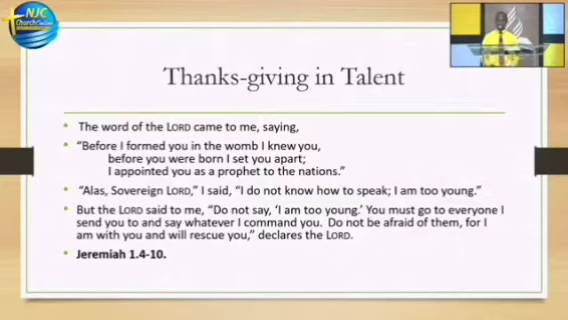 NJC
Church Online
Thanks-giving in Talent
• The word of the LORD came to me, saying,
• “Before I formed you in the womb I knew you,
before you were born I set you apart;
I appointed you as a prophet to the nations.”
• “Alas, Sovereign LORD,” I said, “I do not know how to speak; I am too young.”
• But the LORD said to me, “Do not say, ‘I am too young.’ You must go to everyone I
send you to and say whatever I command you. Do not be afraid of them, for I
am with you and will rescue you,” declares the LORD.
• Jeremiah 1.4-10.